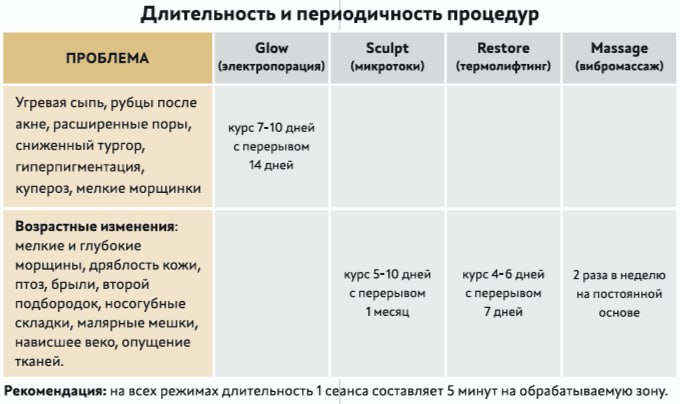 Длительность и периодичность процедур
ПРОБЛЕМА
Glow
(электропорация)
Sculpt
(микротоки)
Restore
(термолифтинг)
Massage
(вибромассаж)
Угревая сыпь, рубцы после
акне, расширенные поры,
сниженный тургор,
гиперпигментация,
купероз, мелкие морщинки
курс 7-10 дней
с перерывом
14 дней
Возрастные изменения:
мелкие и глубокие
морщины, дряблость кожи,
птоз, брыли, второй
подбородок, носогубные
складки, малярные мешки,
нависшее веко, опущение
тканей.
курс 5-10 дней
с перерывом
1 месяц
курс 4-6 дней
с перерывом
7 дней
2 раза в неделю
на постоянной
основе
Рекомендация: на всех режимах длительность 1 сеанса составляет 5 минут на обрабатываемую зону.